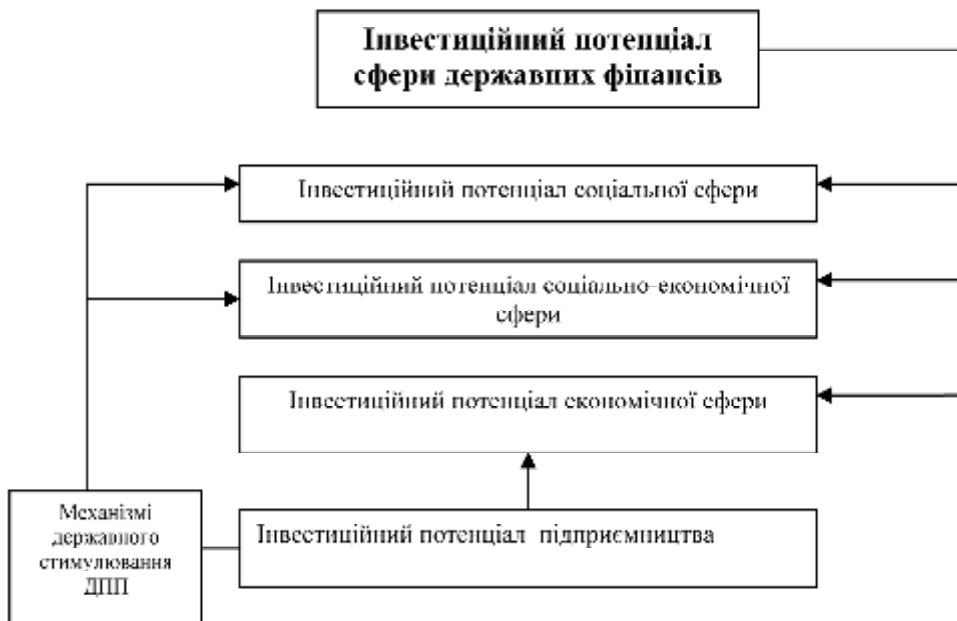 Інвестиційний потенціал
сфери державних фінансів
Інвестиційний потенціал соціальної сфери
Інвестиційний потенціал соціально-економічної
сфери
Інвестиційний потенціал економічної сфери
Механізмі
державного
стимулювання
ДПП
Інвестиційний потенціал підприємництва